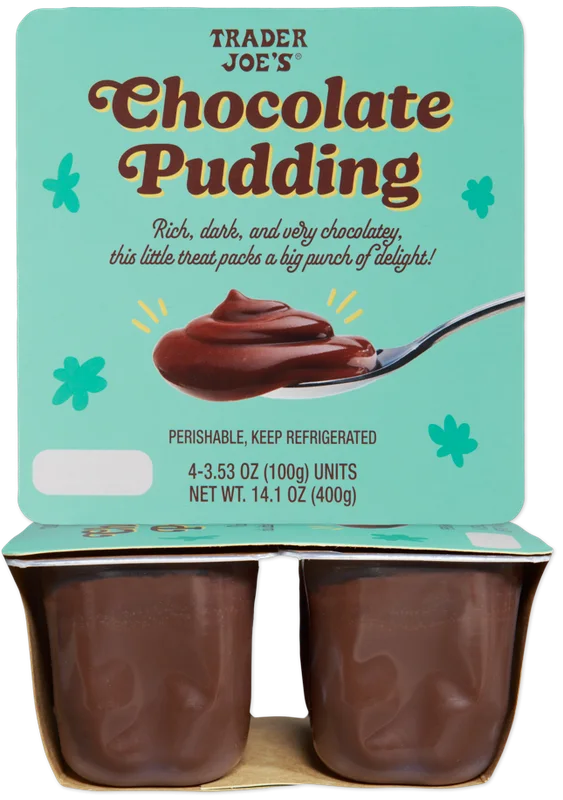 TRADER
JOE'S®
Chocolate
Pudding
Rich, dark, and very chocolatey,
this little treat packs a big punch of delight!
PERISHABLE, KEEP REFRIGERATED
4-3.53 OZ (100g) UNITS
NET WT. 14.1 OZ (400g)